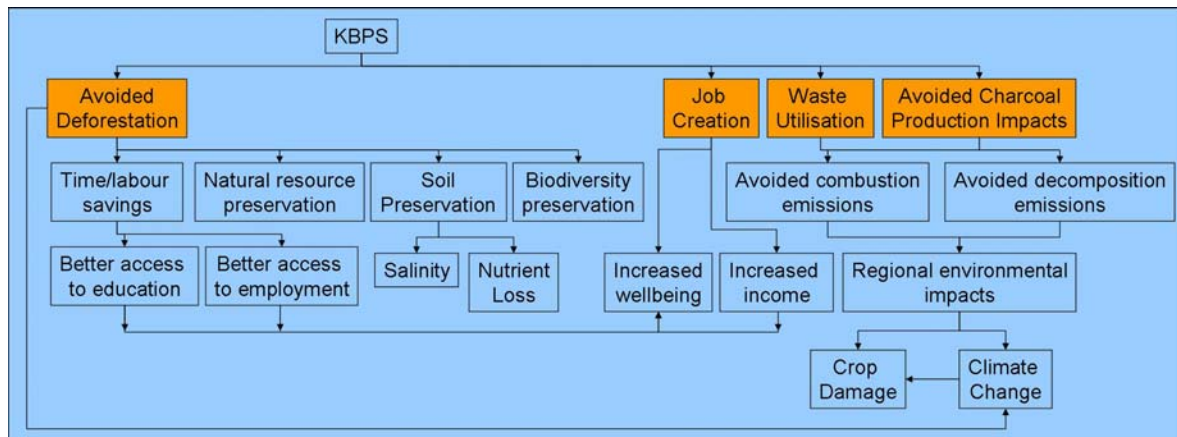 KBPS
Avoided
Deforestation
Job
Creation
Waste
Utilisation
Avoided Charcoal
Production Impacts
Time/labour
savings
Natural resource
preservation
Soil
Preservation
Biodiversity
preservation
Avoided combustion
emissions
Avoided decomposition
emissions
Better access
to education
Better access
to employment
Salinity
Nutrient
Loss
Increased
wellbeing
Increased
income
Regional environmental
impacts
Crop
Damage
Climate
Change